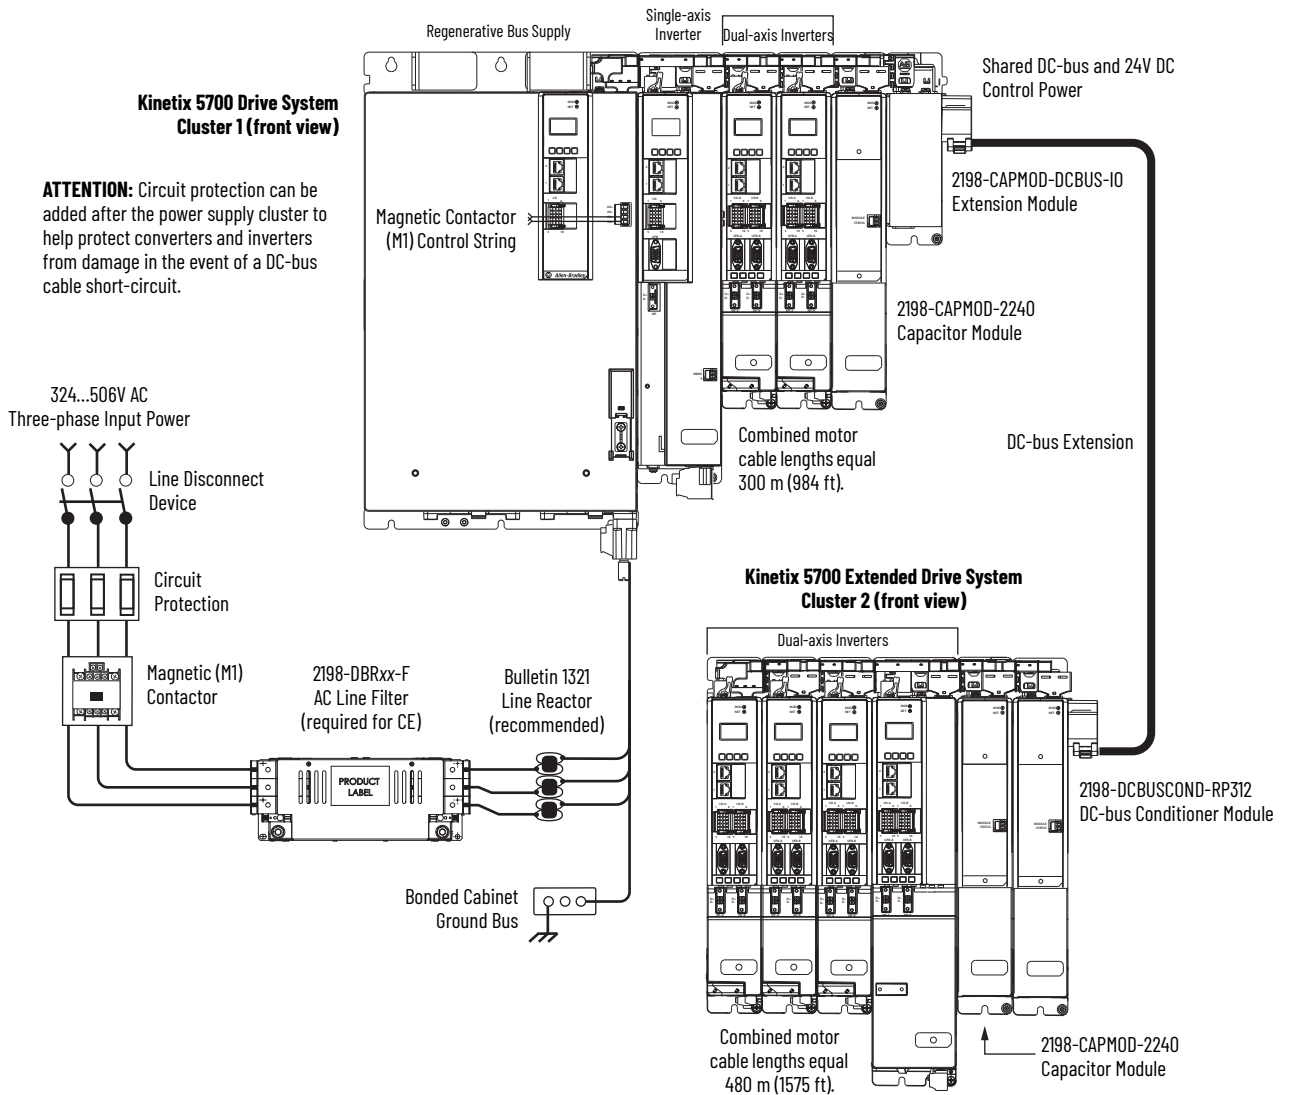 Regenerative Bus Supply
Single-axis
Inverter
Dual-axis Inverters
Shared DC-bus and 24V DC
Control Power
Kinetix 5700 Drive System
Cluster 1 (front view)
ATTENTION: Circuit protection can be
added after the power supply cluster to
help protect converters and inverters
from damage in the event of a DC-bus
cable short-circuit.
Magnetic Contactor
(M1) Control String
Allen-Bradley
2198-CAPMOD-DCBUS-IO
Extension Module
2198-CAPMOD-2240
Capacitor Module
324...506V AC
Three-phase Input Power
Line Disconnect
Device
Combined motor
cable lengths equal
300 m (984 ft).
DC-bus Extension
Circuit
Protection
Kinetix 5700 Extended Drive System
Cluster 2 (front view)
Dual-axis Inverters
Magnetic (M1)
Contactor
2198-DBRxx-F
AC Line Filter
(required for CE)
Bulletin 1321
Line Reactor
(recommended)
PRODUCT
LABEL
2198-DCBUSCOND-RP312
DC-bus Conditioner Module
Bonded Cabinet
Ground Bus
Combined motor
cable lengths equal
480 m (1575 ft).
2198-CAPMOD-2240
Capacitor Module